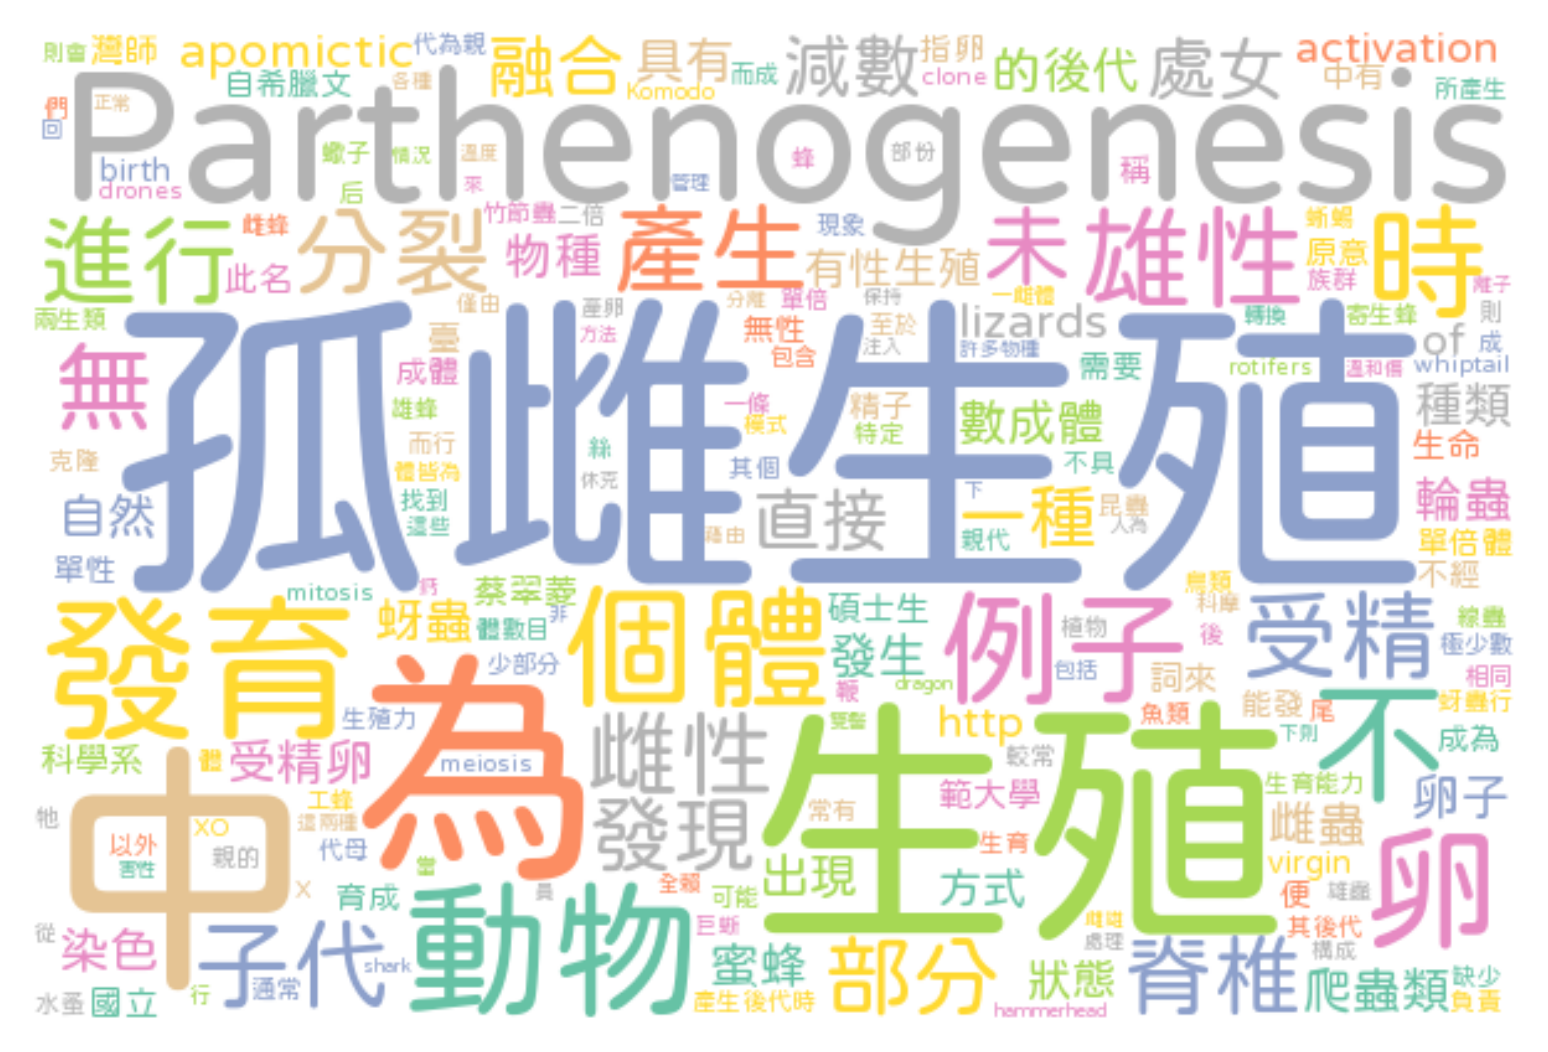 則會 灣師 apomictic 代為親 融合 具有 而成 減數 指卵 的後代 處女 activation
自希臘文 各種 Komodo clone 中有 所產生
門 正常 Parthenogenesis
回 birth 蠍子 情況 溫度 蜂 部份 稱
drones 后 來 管理
進行 雌蜂 分裂 竹節蟲 二倍 產生 現象 未 雄性 蜥蜴 時
此名 物種 有性生殖 原意 族群 離子
兩生類 僅由 產卵 分離 單倍 保持 一雌體 轉換 寄生蜂 則
孤雌生殖
無 臺 方法 無性 至於 lizards of 成
成體 包含 注入 許多物種 需要 rotifers 溫和傷 whiptail
雄蜂 一條 精子 數成體 種類
而行 模式 特定 生命
克隆 體皆為 絲 其個 不具
自然 找到 休克 直接 下 一種 昆蟲 輪蟲
這些 藉由 親代 人為 單倍體
單性 不經
mitosis 鈣 蔡翠菱 鳥類
發育 蚜蟲 體數目 非 個體 碩士生 例子 植物 科摩 後 受精 線蟲
少部分 發生 包括 極少數
為 鞭 dragon 詞來 相同
生殖力 雌性 雙髻 生殖 http 魚類 能發 尾 不 蚜蟲行
科學系 體 受精卵 meiosis 較常 下則 成為
中 工蜂 發現 常有 範大學 生育能力 卵子
牠 XO 這兩種
以外 親的 代母 生育 雌蟲
害性 當 出現 virgin 卵
X 育成 員 全賴 可能 方式 便 雄蟲
從 染色 子代 動物 巨蜥 雌雄 其後代
shark 蜜蜂 部分 處理 脊椎 構成
水蚤 國立 行 通常 產生後代時 狀態 爬蟲類 缺少
hammerhead 負責